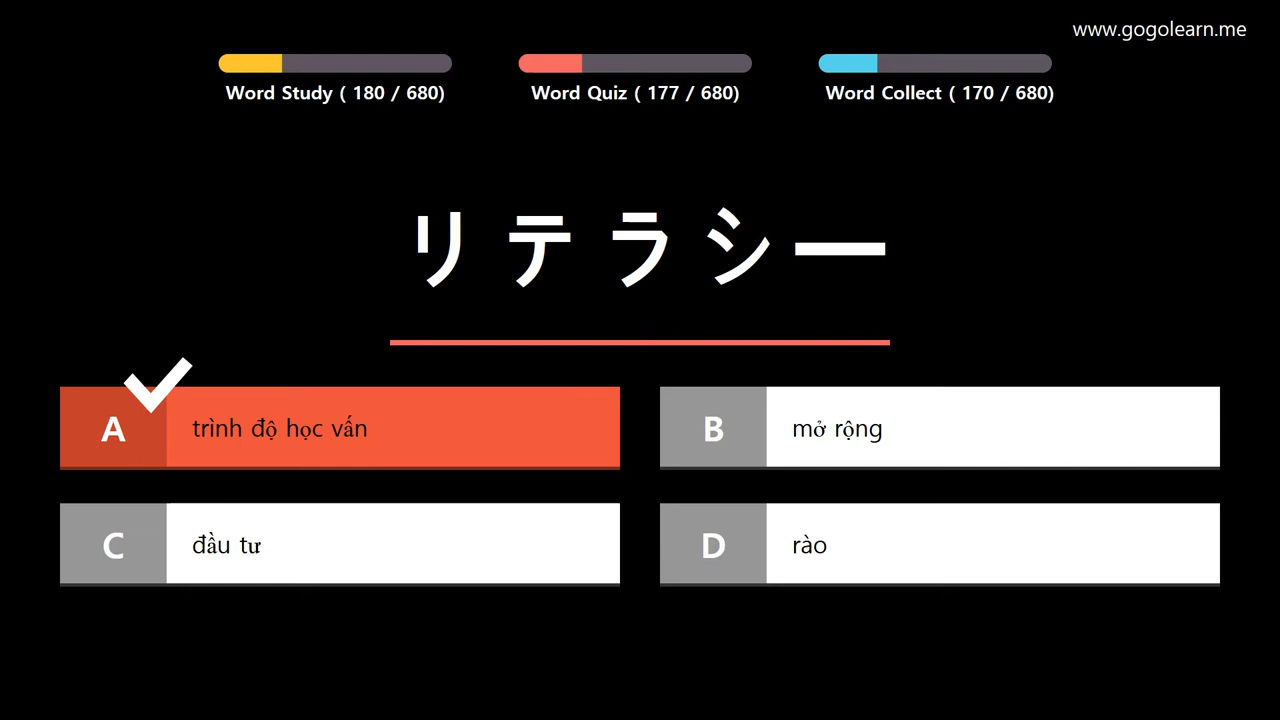 www.gogolearn.me
Word Study ( 180 / 680)
Word Quiz ( 177 / 680)
Word Collect ( 170 / 680)
リテラシー
A
trình độ học vấn
B
mở rộng
C
đầu tư
D
rào